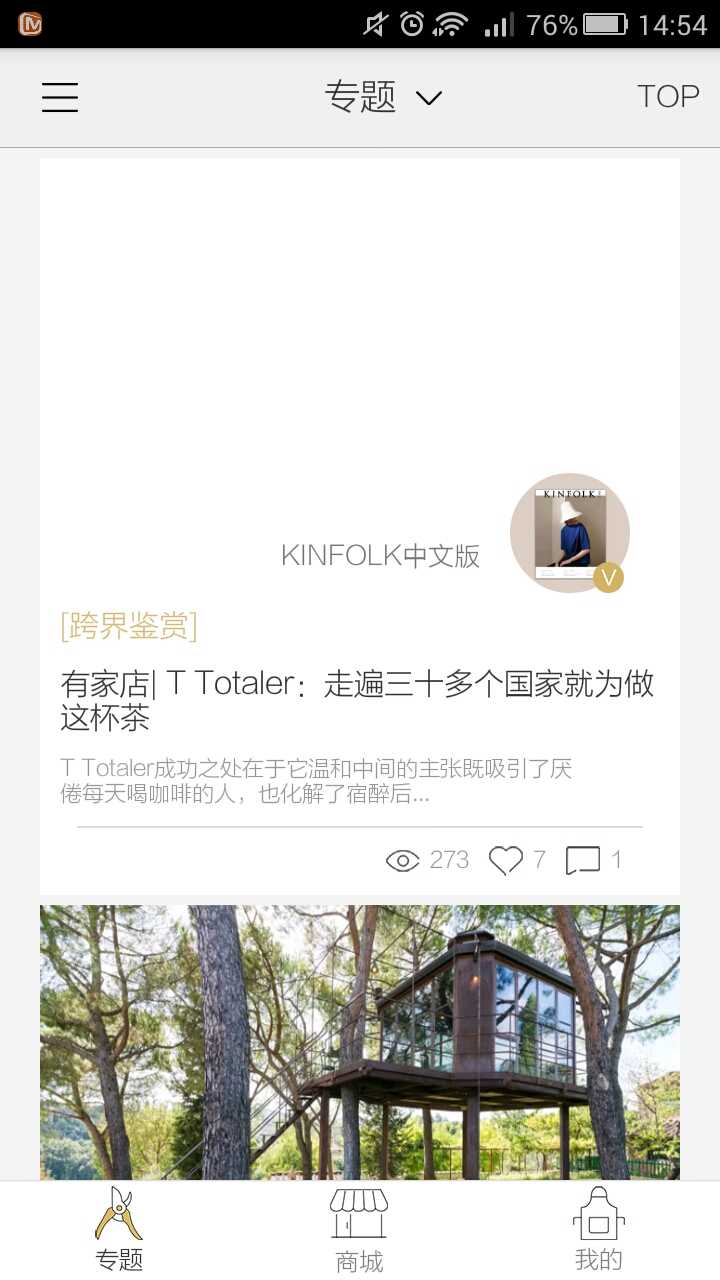 76% 14:54
专题
TOP
KINFOLK
V
KINFOLK中文版
[跨界鉴赏]
有家店| T Totaler：走遍三十多个国家就为做
这杯茶
T Totaler成功之处在于它温和中间的主张既吸引了厌
倦每天喝咖啡的人，也化解了宿醉后...
273 7 1
专题 商城 我的